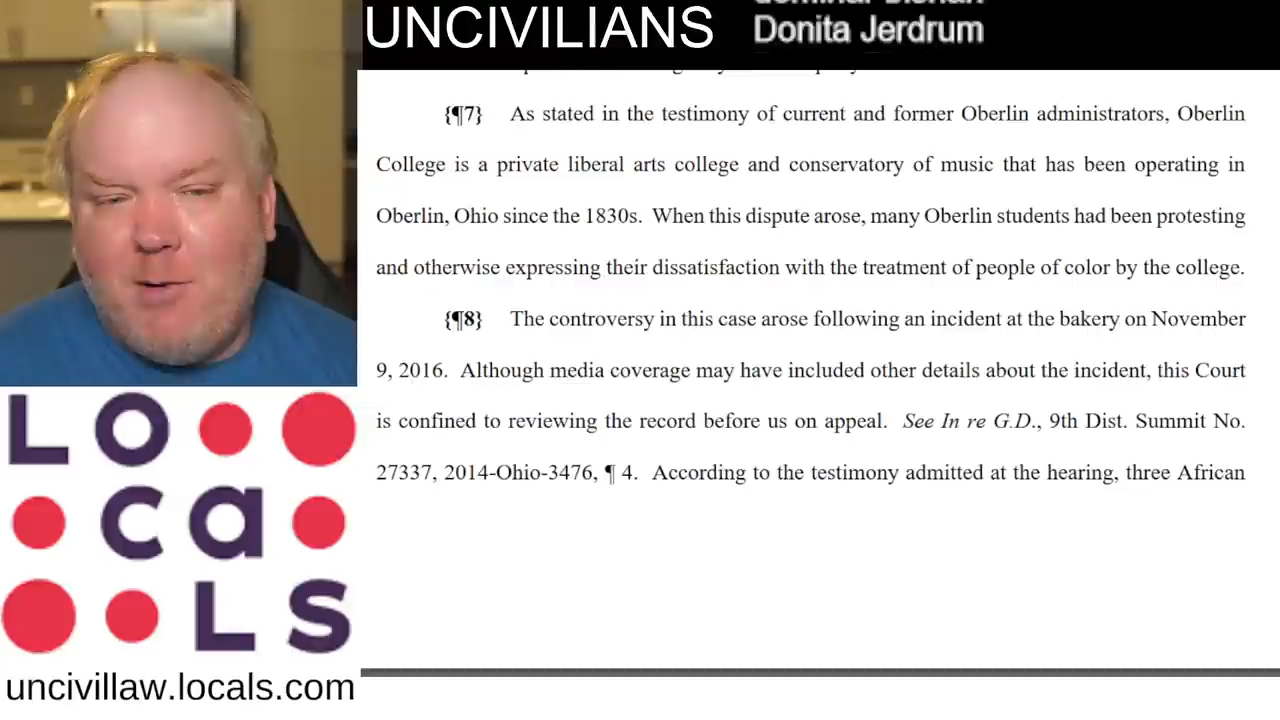 UNCIVILIANS
Donita Jerdrum
{¶7} As stated in the testimony of current and former Oberlin administrators, Oberlin
College is a private liberal arts college and conservatory of music that has been operating in
Oberlin, Ohio since the 1830s. When this dispute arose, many Oberlin students had been protesting
and otherwise expressing their dissatisfaction with the treatment of people of color by the college.
{¶8} The controversy in this case arose following an incident at the bakery on November
9, 2016. Although media coverage may have included other details about the incident, this Court
is confined to reviewing the record before us on appeal. See In re G.D., 9th Dist. Summit No.
27337, 2014-Ohio-3476, ¶ 4. According to the testimony admitted at the hearing, three African
LO
ca
LS
uncivillaw.locals.com